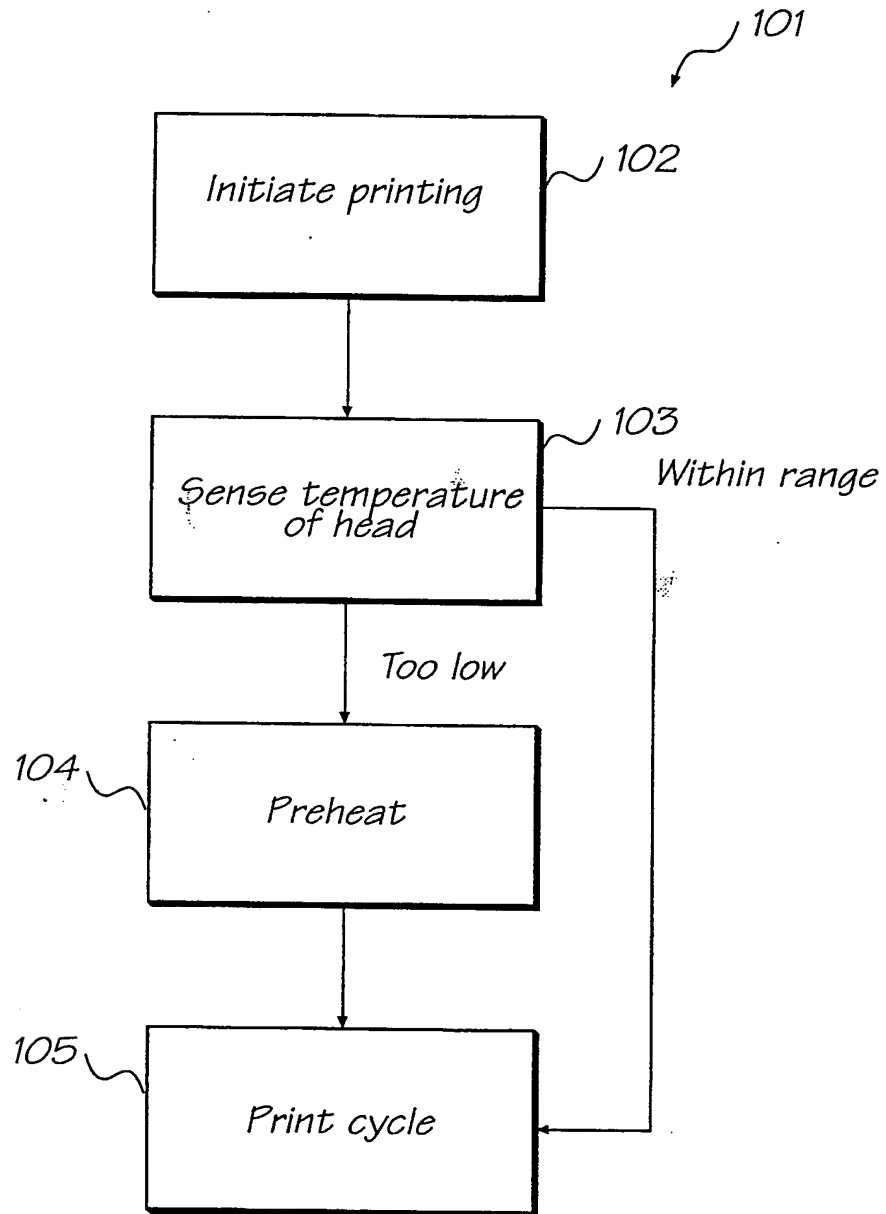 101
Initiate printing
102
103
Within range
Sense temperature
of head
Too low
104
Preheat
105
Print cycle